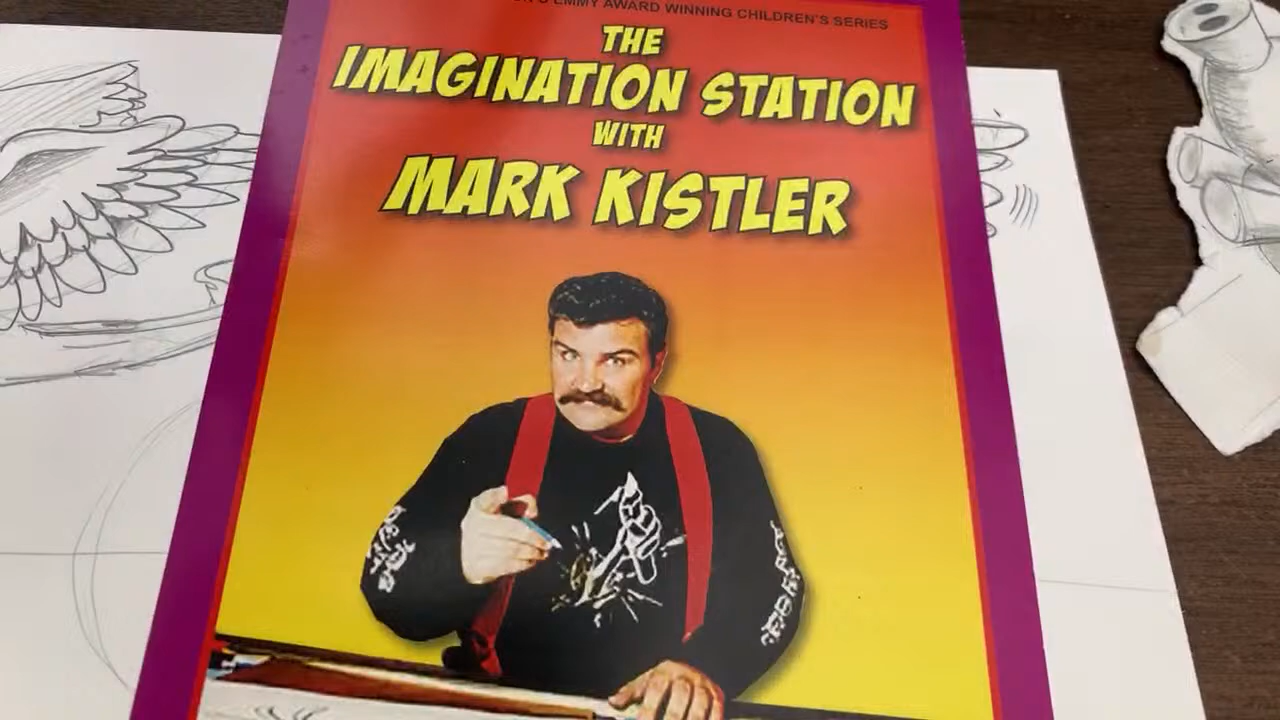 EMMY AWARD WINNING CHILDREN'S SERIES
THE
IMAGINATION STATION
WITH
MARK KISTLER